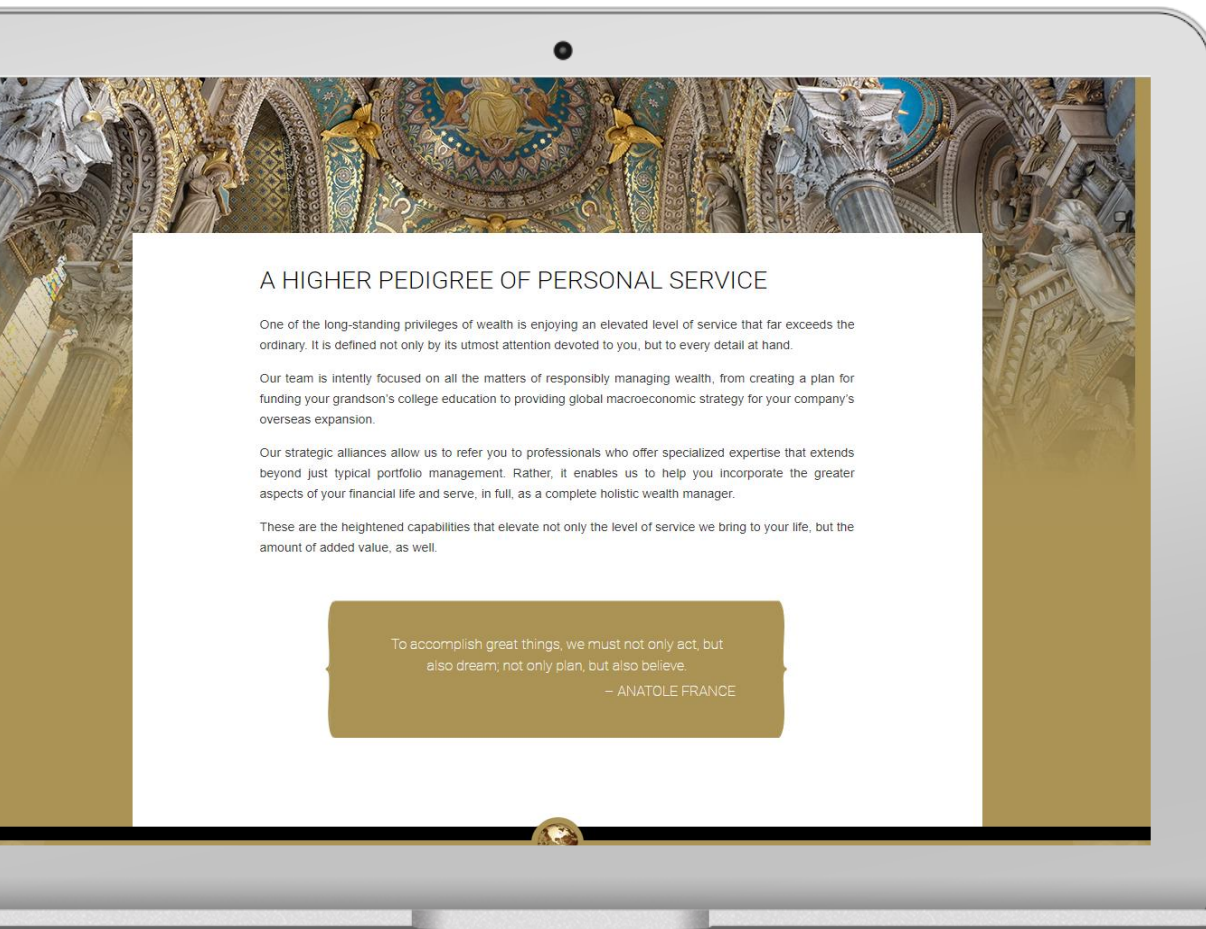 A HIGHER PEDIGREE OF PERSONAL SERVICE
One of the long-standing privileges of wealth is enjoying an elevated level of service that far exceeds the
ordinary. It is defined not only by its utmost attention devoted to you, but to every detail at hand.
Our team is intently focused on all the matters of responsibly managing wealth, from creating a plan for
funding your grandson's college education to providing global macroeconomic strategy for your company's
overseas expansion.
Our strategic alliances allow us to refer you to professionals who offer specialized expertise that extends
beyond just typical portfolio management. Rather, it enables us to help you incorporate the greater
aspects of your financial life and serve, in full, as a complete holistic wealth manager.
These are the heightened capabilities that elevate not only the level of service we bring to your life, but the
amount of added value, as well.
To accomplish great things, we must not only act, but
also dream; not only plan, but also believe.
– ANATOLE FRANCE